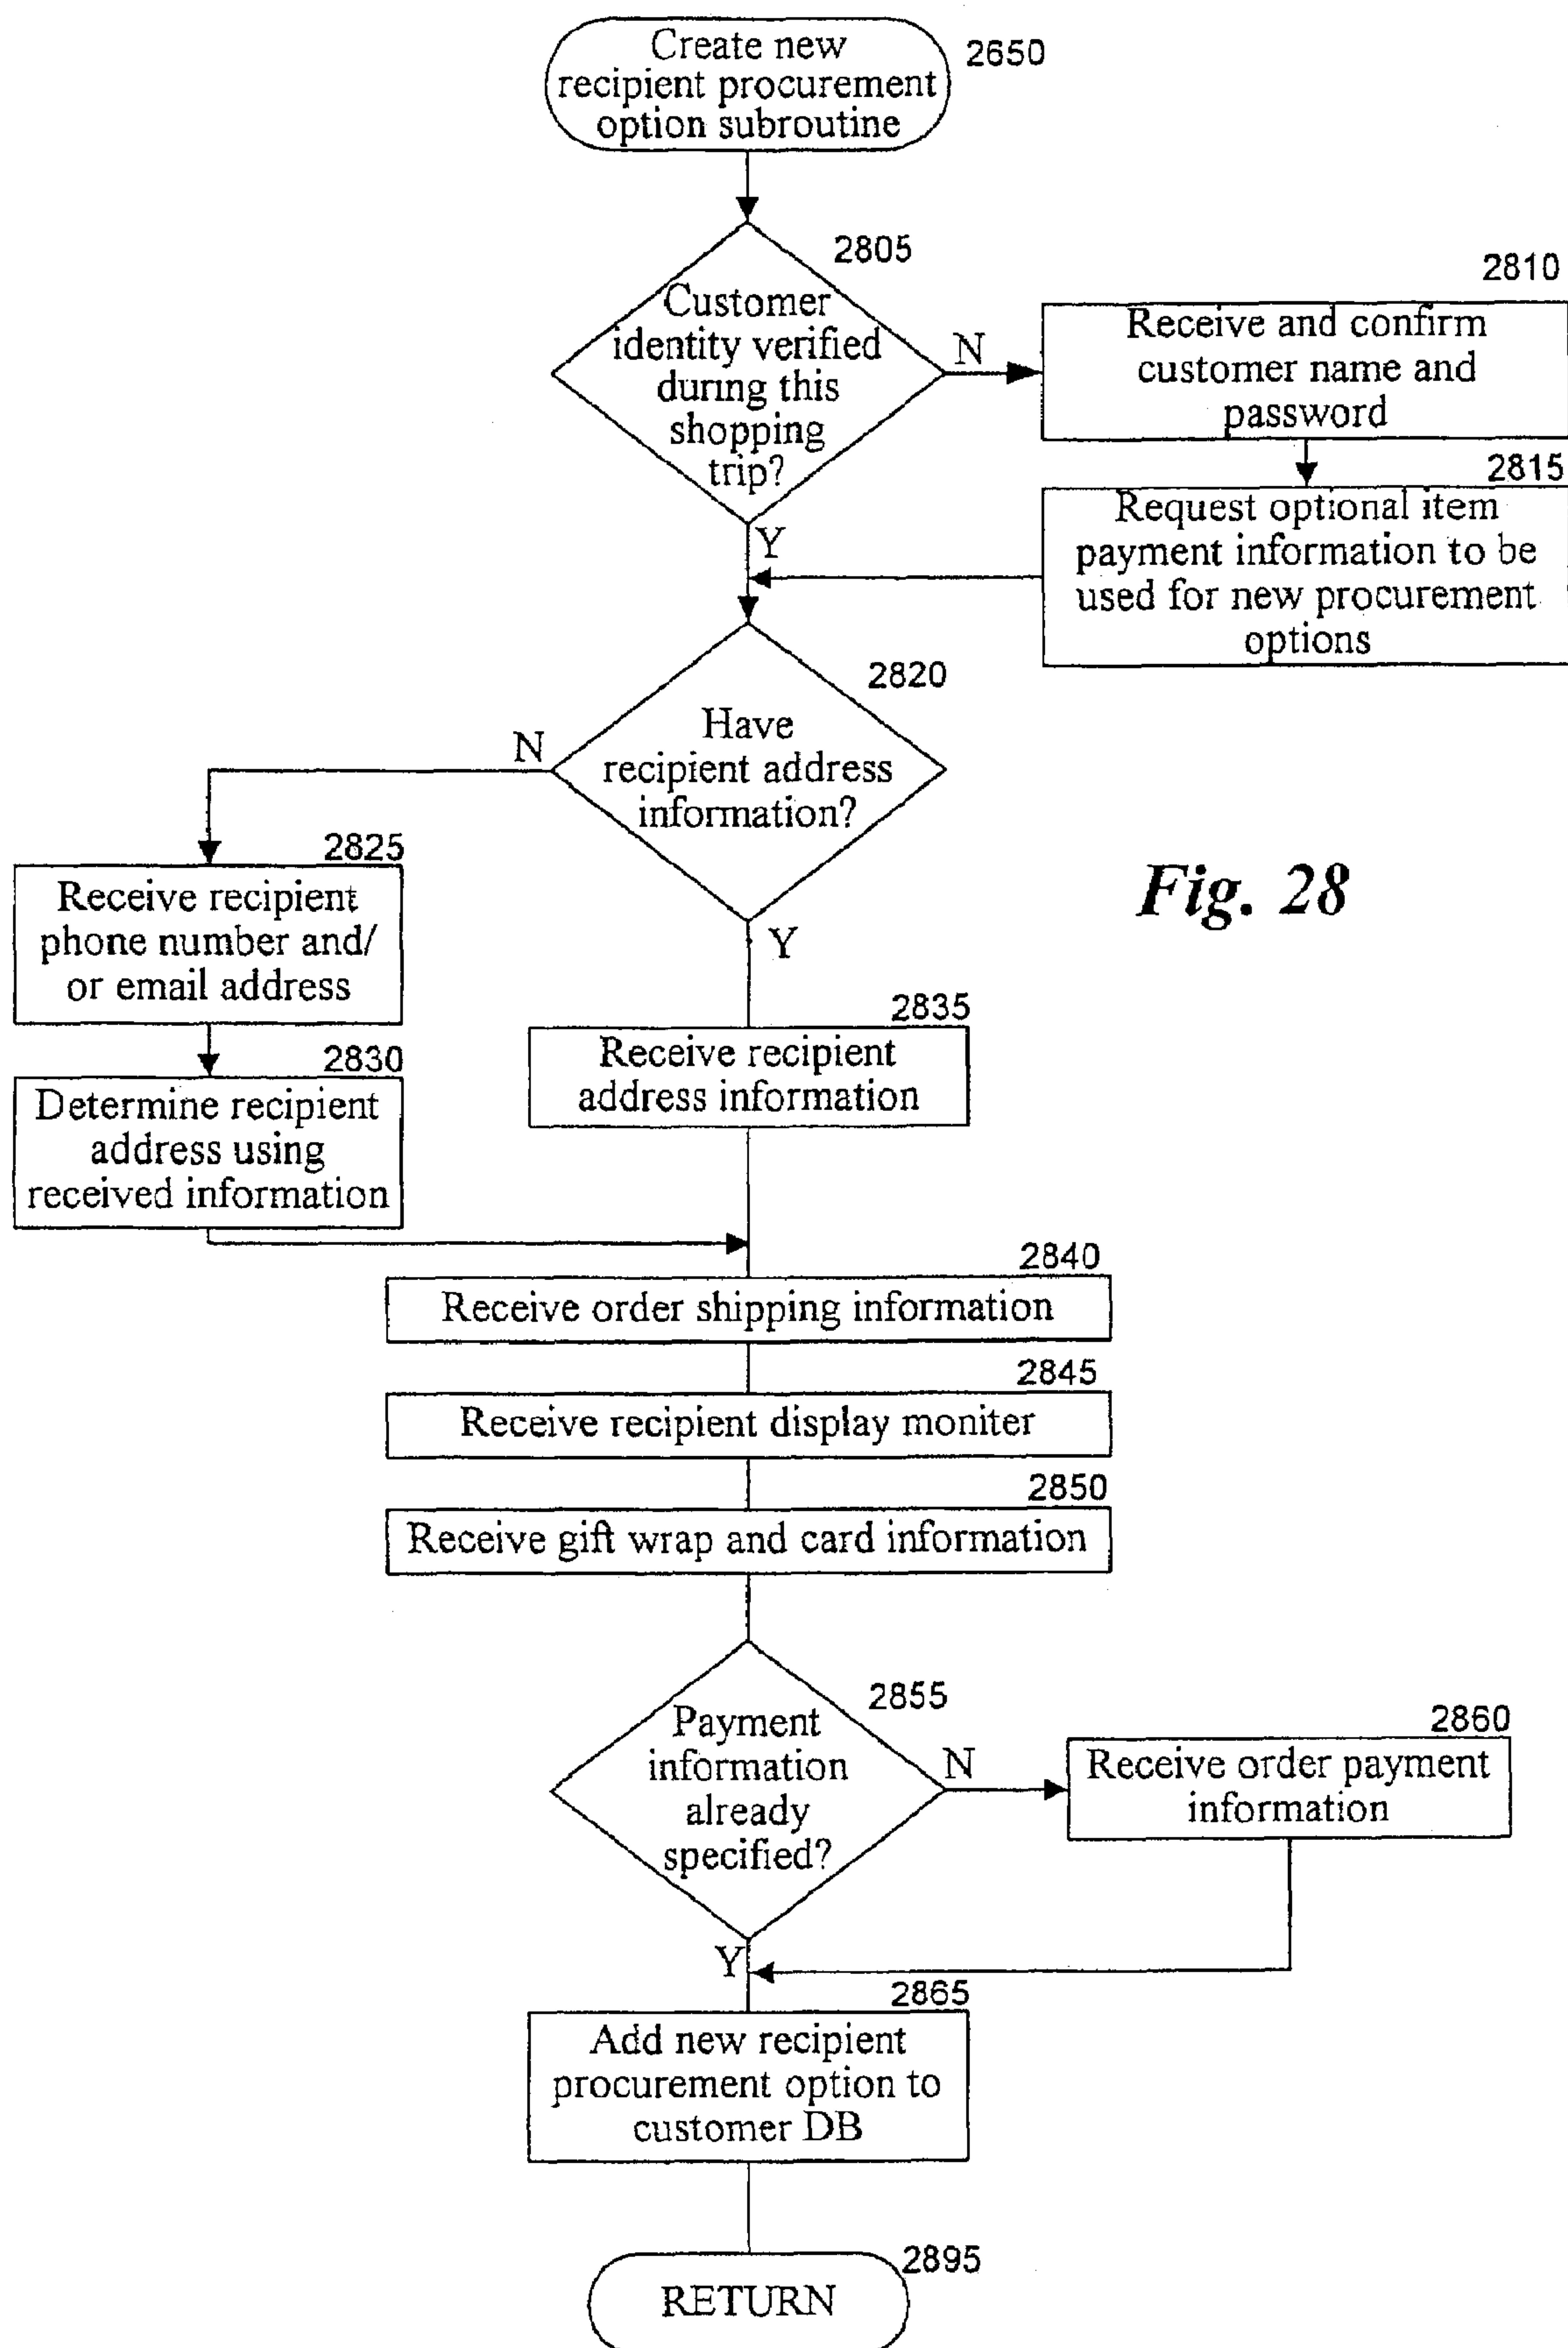 Create new
recipient procurement
option subroutine
2650
2805
Customer
identity verified
during this
shopping
trip?
N
Y
2810
Receive and confirm
customer name and
password
2815
Request optional item
payment information to be
used for new procurement
options
2820
Have
recipient address
information?
N
Y
2825
Receive recipient
phone number and/
or email address
2830
Determine recipient
address using
received information
Fig. 28
2835
Receive recipient
address information
2840
Receive order shipping information
2845
Receive recipient display moniter
2850
Receive gift wrap and card information
2855
Payment
information
already
specified?
N
Y
2860
Receive order payment
information
2865
Add new recipient
procurement option to
customer DB
2895
RETURN